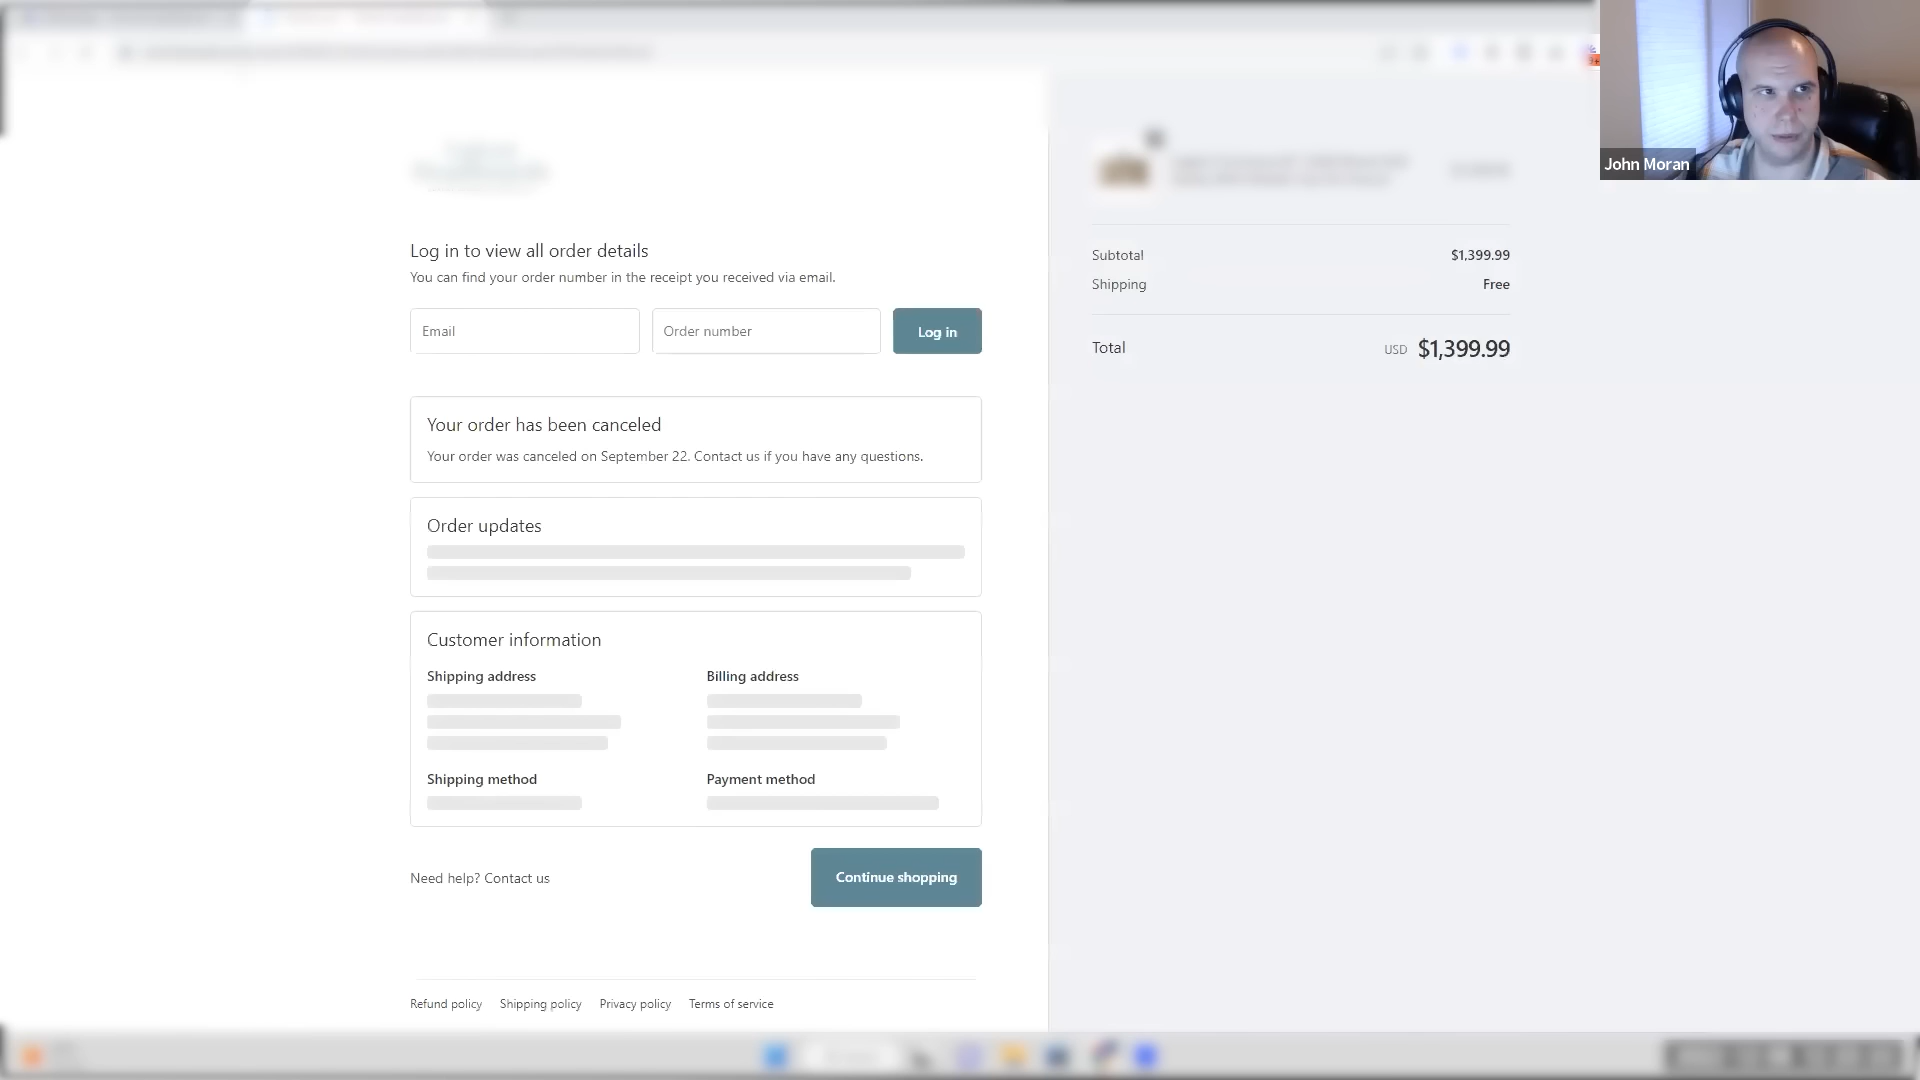 John Moran
Log in to view all order details
You can find your order number in the receipt you received via email.
Email
Order number
Log in
Your order has been canceled
Your order was canceled on September 22. Contact us if you have any questions.
Order updates
Customer information
Shipping address
Billing address
Shipping method
Payment method
Need help? Contact us
Continue shopping
Refund policy
Shipping policy
Privacy policy
Terms of service
Subtotal
$1,399.99
Shipping
Free
Total
USD $1,399.99